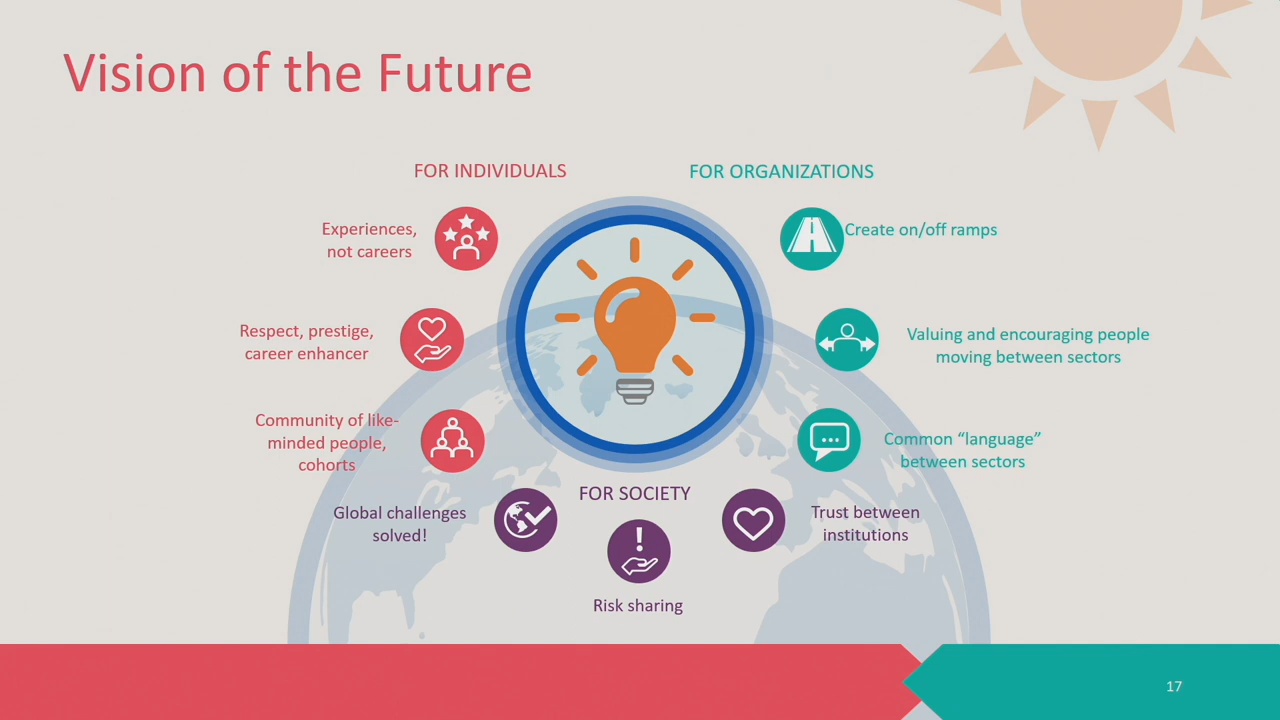 Vision of the Future
FOR INDIVIDUALS
Experiences,
not careers
Respect, prestige,
career enhancer
Community of like-
minded people,
cohorts
FOR ORGANIZATIONS
Create on/off ramps
Valuing and encouraging people
moving between sectors
Common “language”
between sectors
FOR SOCIETY
Global challenges
solved!
Risk sharing
Trust between
institutions
17